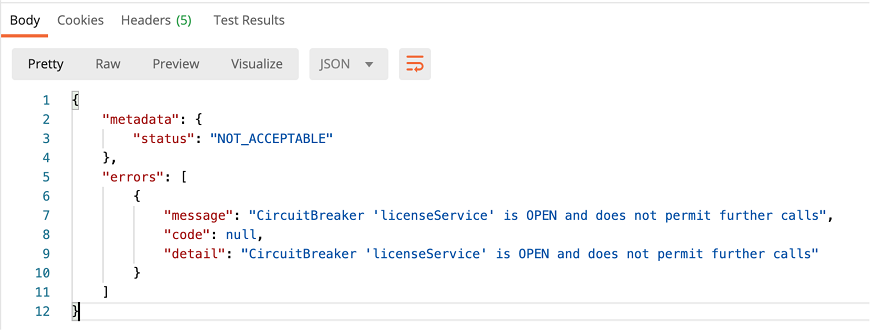 Body Cookies Headers (5) Test Results
Pretty Raw Preview Visualize JSON
1 {
2 "metadata": {
3 "status": "NOT_ACCEPTABLE"
4 },
5 "errors": [
6 {
7 "message": "CircuitBreaker 'licenseService' is OPEN and does not permit further calls",
8 "code": null,
9 "detail": "CircuitBreaker 'licenseService' is OPEN and does not permit further calls"
10 }
11 ]
12 }